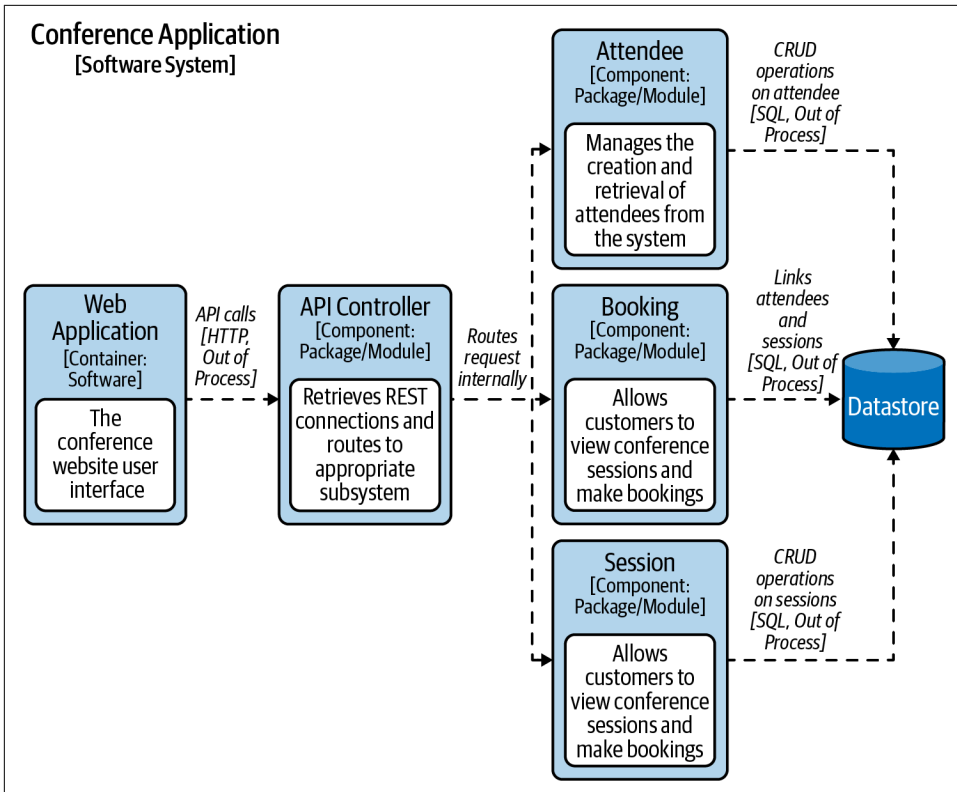 Conference Application
[Software System]
Web
Application
[Container:
Software]
The
conference
website user
interface
API calls
[HTTP,
Out of
Process]
API Controller
[Component:
Package/Module]
Retrieves REST
connections and
routes to
appropriate
subsystem
Routes
request
internally
Attendee
[Component:
Package/Module]
Manages the
creation and
retrieval of
attendees from
the system
CRUD
operations
on attendee
[SQL, Out of
Process]
Booking
[Component:
Package/Module]
Allows
customers to
view conference
sessions and
make bookings
Links
attendees
and
sessions
[SQL, Out of
Process]
Session
[Component:
Package/Module]
Allows
customers to
view conference
sessions and
make bookings
CRUD
operations
on sessions
[SQL, Out of
Process]
Datastore